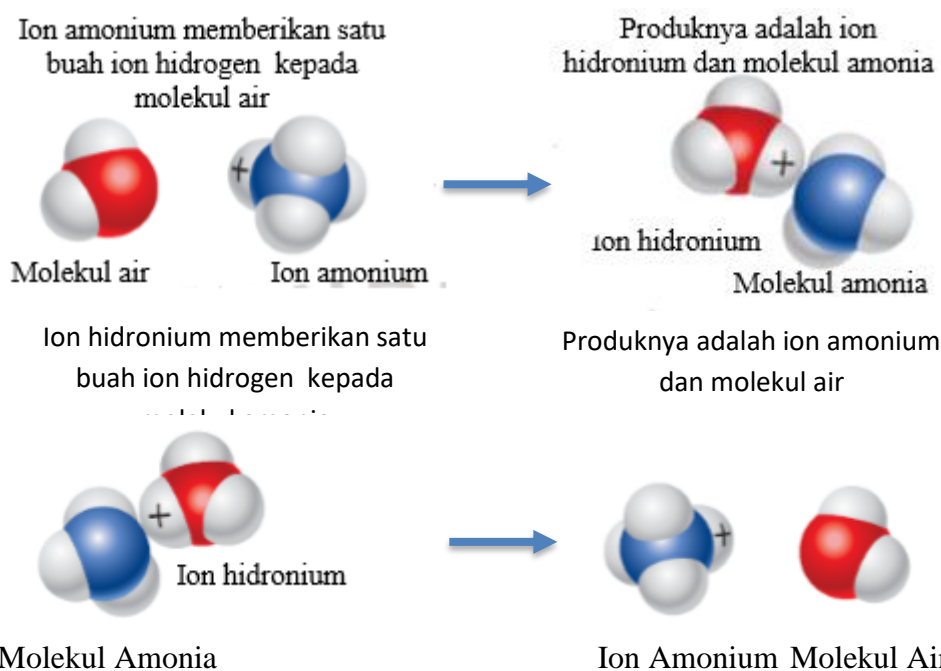 Ion amonium memberikan satu
buah ion hidrogen kepada
molekul air
Produknya adalah ion
hidronium dan molekul amonia
+
+
ion hidronium
Molekul air
Ion amonium
Molekul amonia
Ion hidronium memberikan satu
buah ion hidrogen kepada
Produknya adalah ion amonium
dan molekul air
+
+
Ion hidronium
Molekul Amonia
Ion Amonium Molekul Air